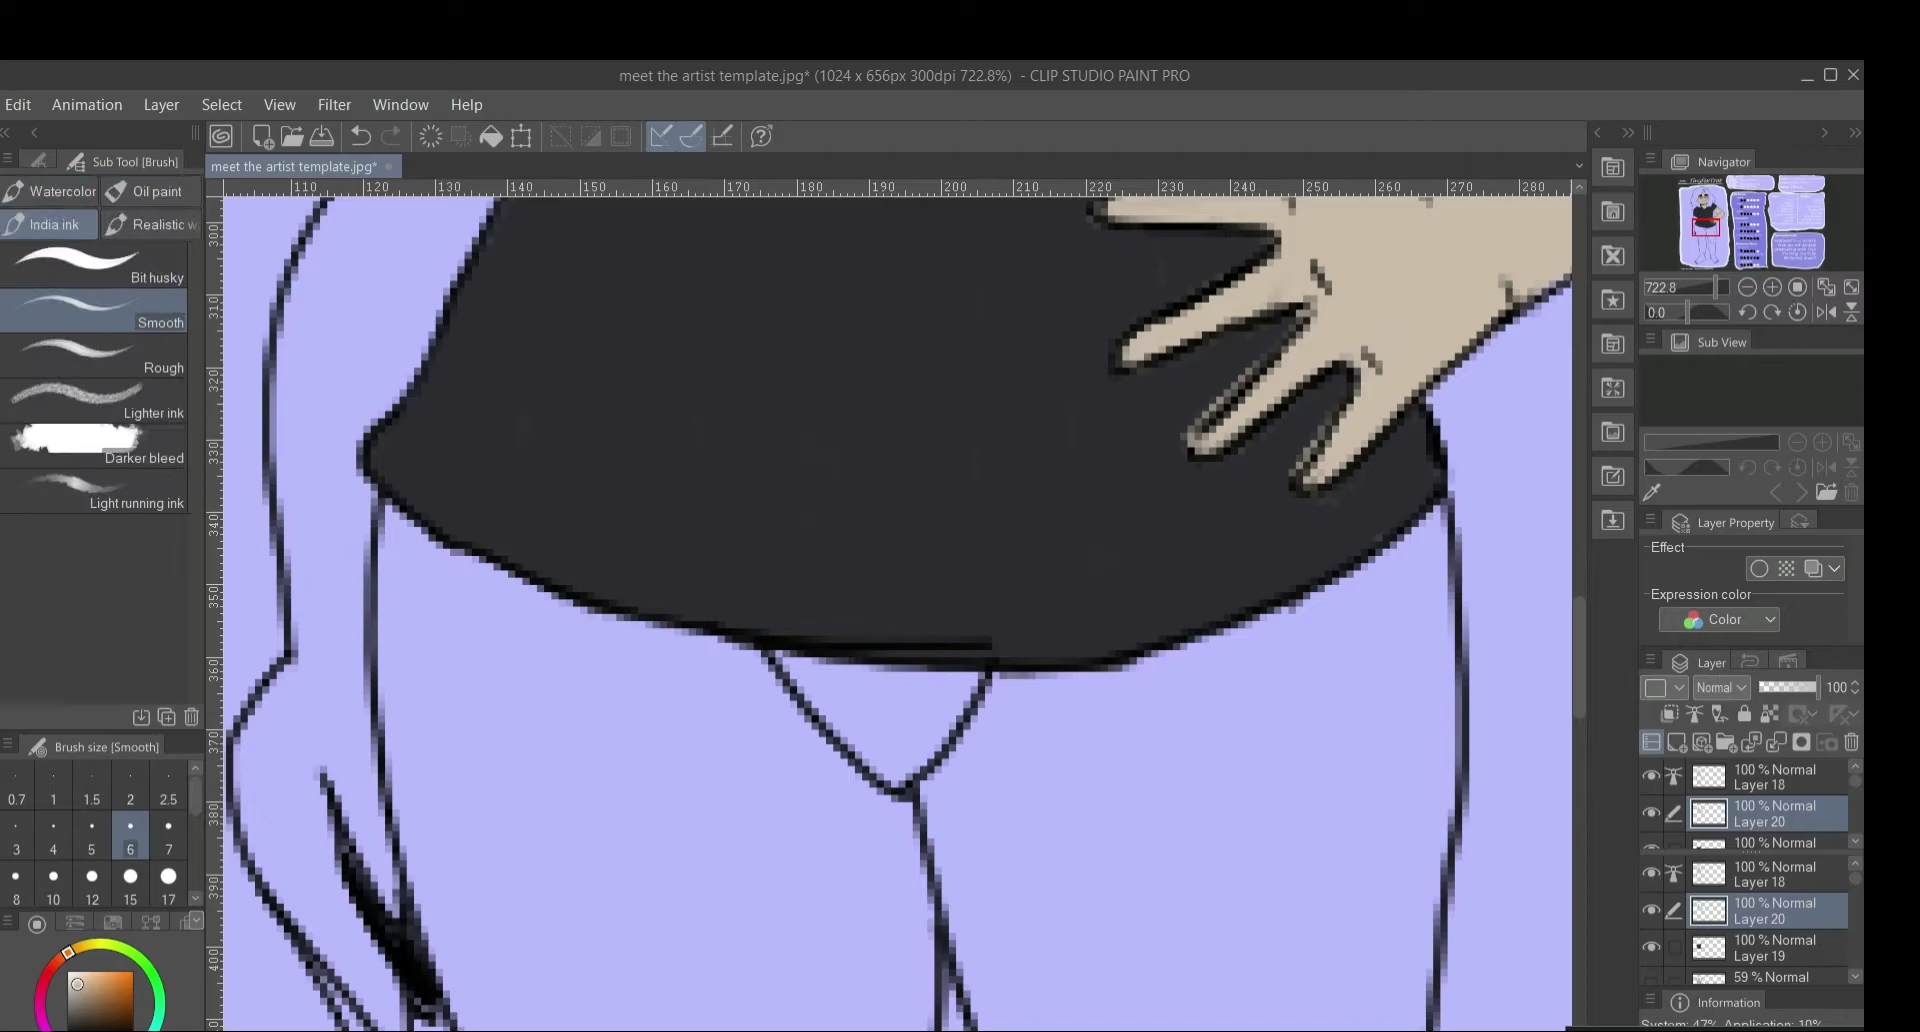 meet the artist template.jpg* (1024 x 656px 300dpi 722.8%) - CLIP STUDIO PAINT PRO
Edit Animation Layer Select View Filter Window Help
Sub Tool [Brush]
meet the artist template.jpg*
Navigator
Watercolor Oil paint
India ink Realistic w
110 120 130 140 150 160 170 180 190 200 210 220 230 240 250 260 270 280
300
310
320
330
340
350
360
370
380
390
400
Bit husky
Smooth
Rough
Lighter ink
Darker bleed
Light running ink
Brush size [Smooth]
0.7 1 1.5 2 2.5
3 4 5 6 7
8 10 12 15 17
722.8
0.0
Sub View
Layer Property
Effect
Expression color
Color
Layer
Normal 100
100 % Normal
Layer 18
100 % Normal
Layer 20
100 % Normal
100 % Normal
Layer 18
100 % Normal
Layer 20
100 % Normal
Layer 19
59 % Normal
Information
System: 47% Application: 10%